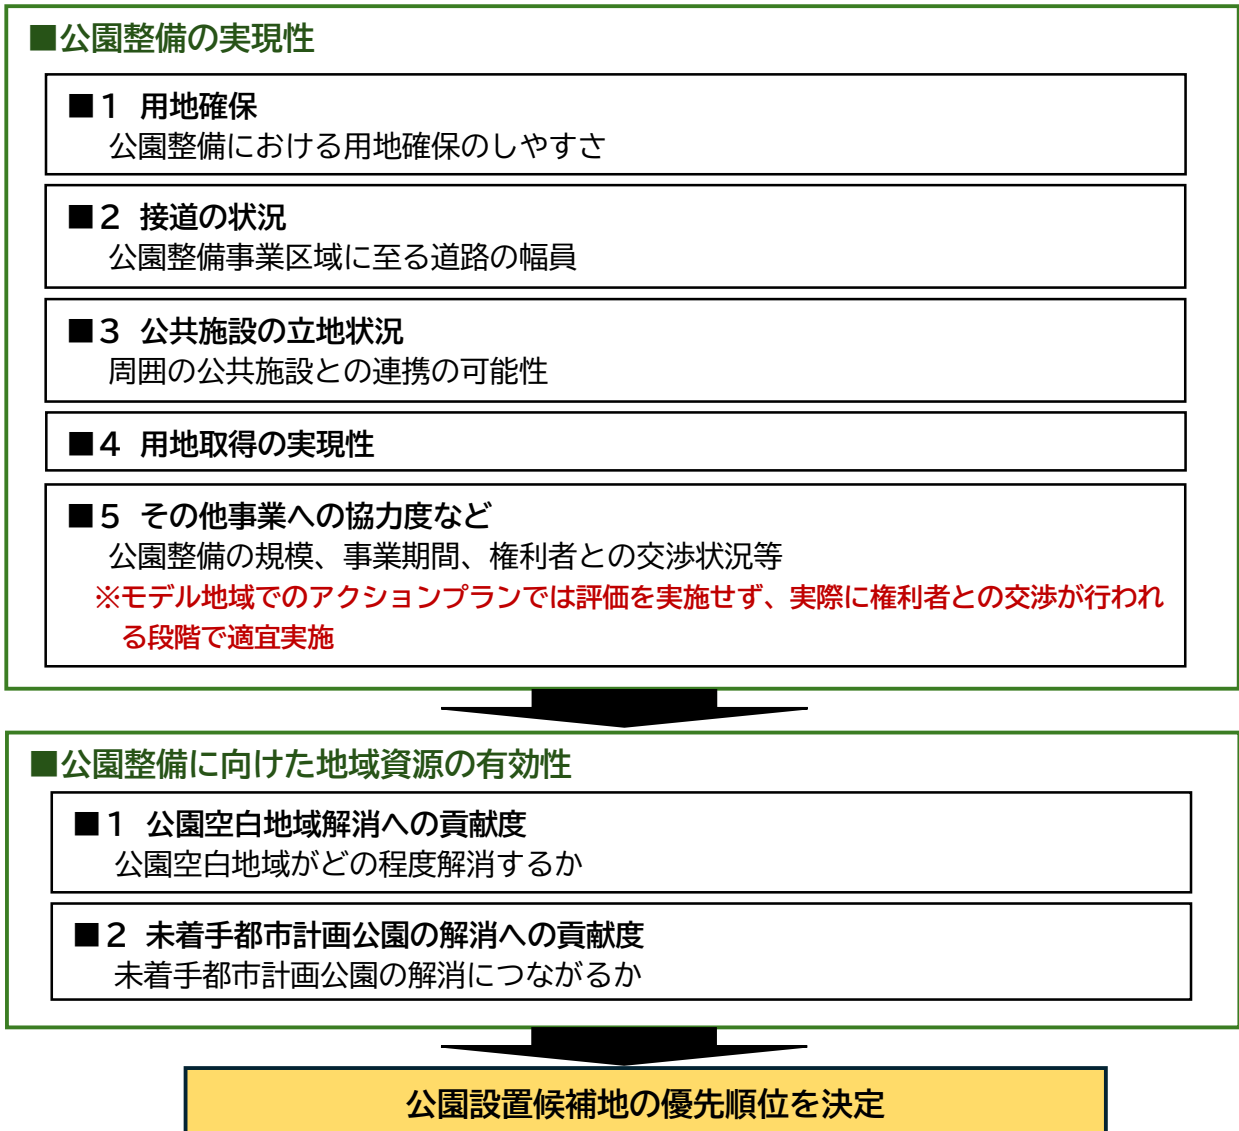 ■公園整備の実現性
■1 用地確保
公園整備における用地確保のしやすさ
■2 接道の状況
公園整備事業区域に至る道路の幅員
■3 公共施設の立地状況
周囲の公共施設との連携の可能性
■4 用地取得の実現性
■5 その他事業への協力度など
公園整備の規模、事業期間、権利者との交渉状況等
※モデル地域でのアクションプランでは評価を実施せず、実際に権利者との交渉が行われ
る段階で適宜実施
■公園整備に向けた地域資源の有効性
■1 公園空白地域解消への貢献度
公園空白地域がどの程度解消するか
■2 未着手都市計画公園の解消への貢献度
未着手都市計画公園の解消につながるか
公園設置候補地の優先順位を決定